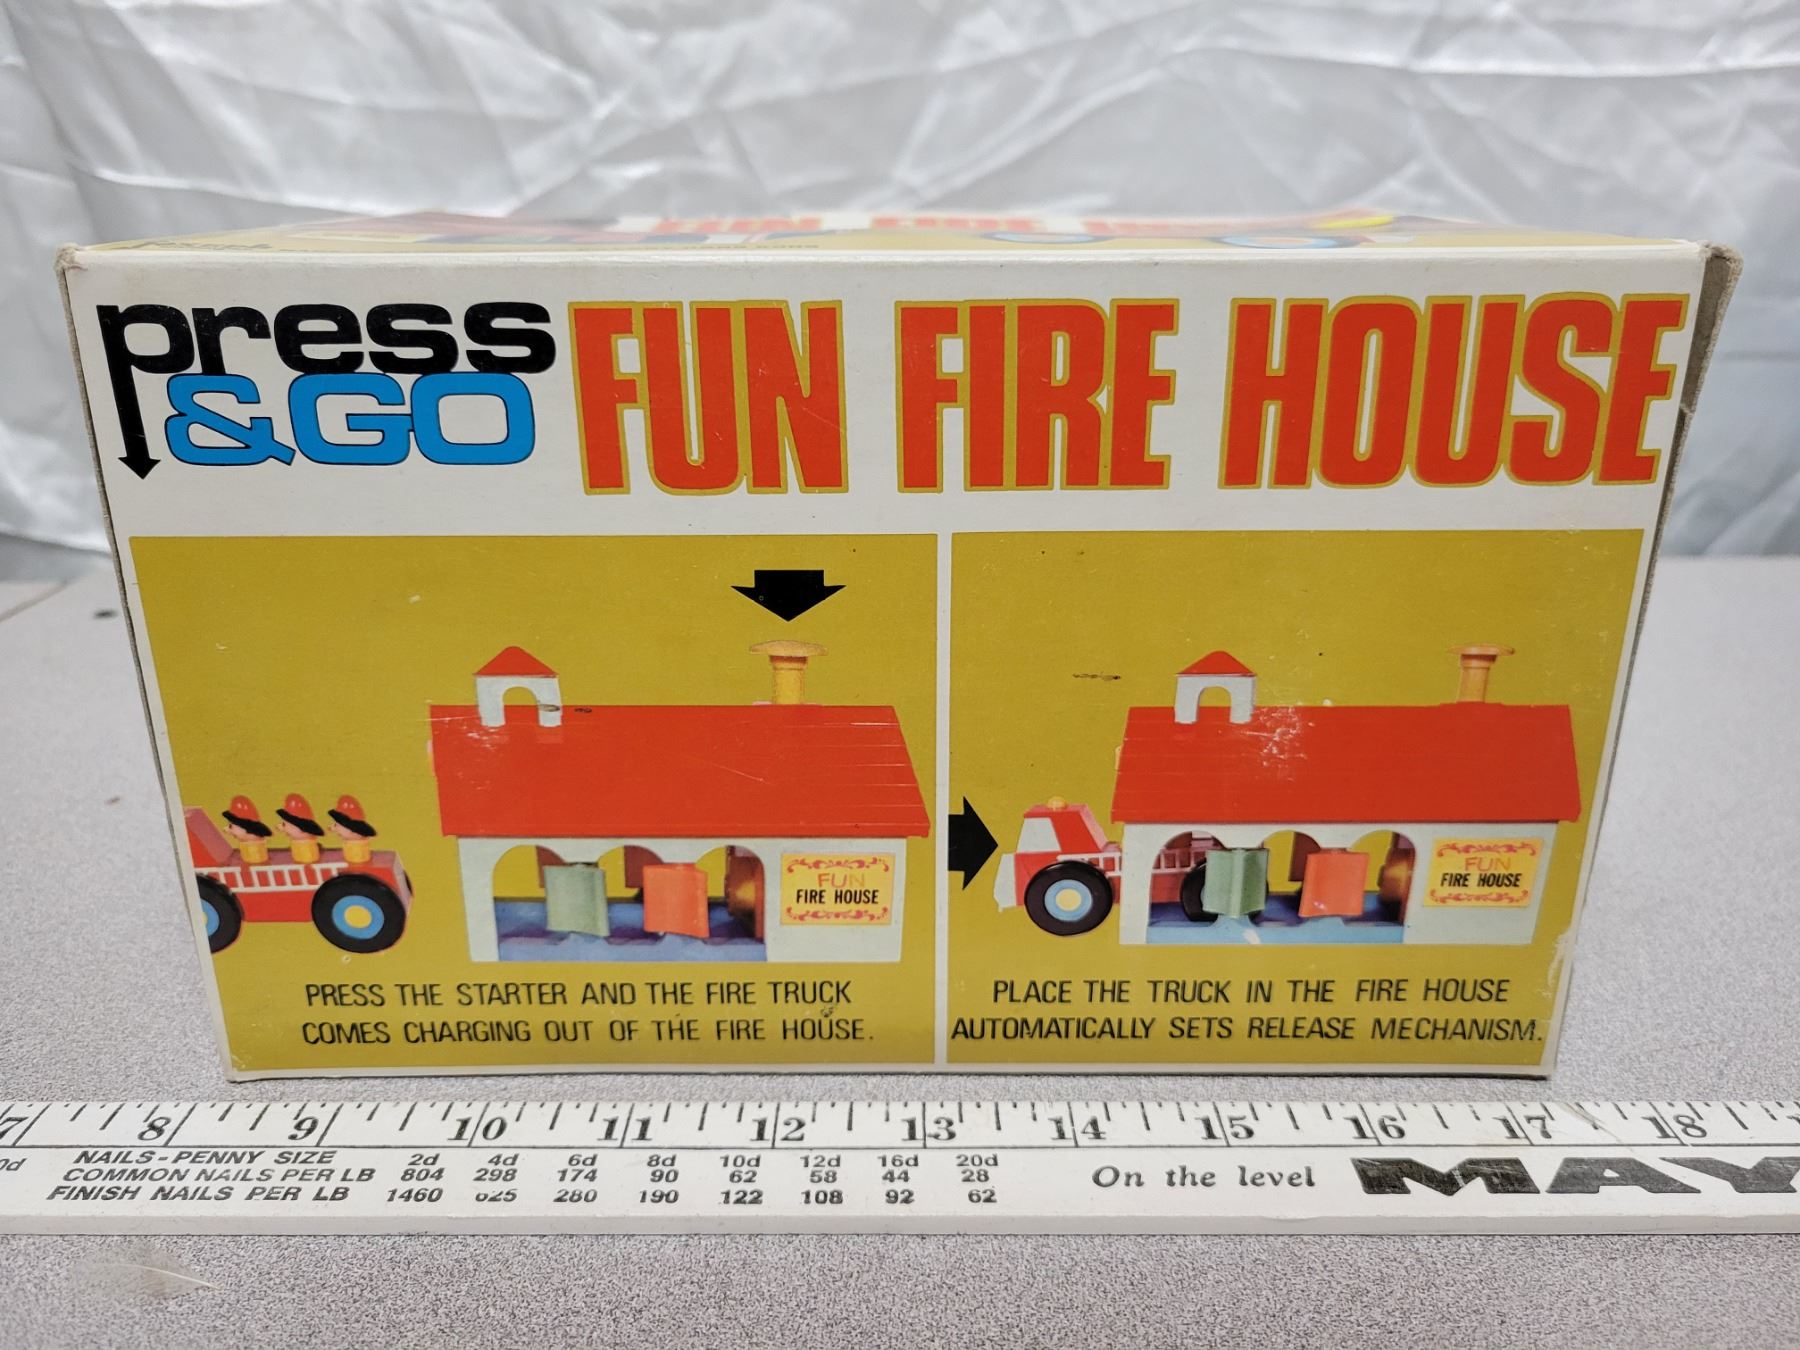 press
&GO
FUN FIRE HOUSE
FUN
FIRE HOUSE
PRESS THE STARTER AND THE FIRE TRUCK
COMES CHARGING OUT OF THE FIRE HOUSE.
FUN
FIRE HOUSE
PLACE THE TRUCK IN THE FIRE HOUSE
AUTOMATICALLY SETS RELEASE MECHANISM.
7 8 9 10 11 12 13 14 15 16 17 18
NAILS-PENNY SIZE 2d 4d 6d 8d 10d 12d 16d 20d
COMMON NAILS PER LB 804 298 174 90 62 58 44 28
FINISH NAILS PER LB 1460 625 280 190 122 108 92 62
On the level MAY